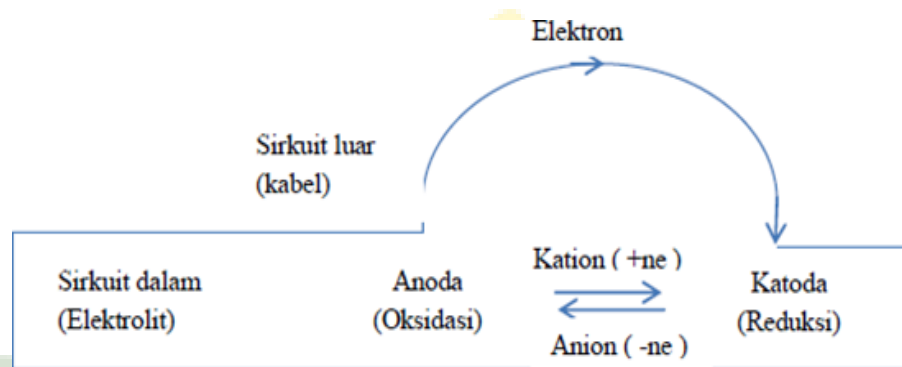 Elektron
Sirkuit luar
(kabel)
Sirkuit dalam
(Elektrolit)
Anoda
(Oksidasi)
Kation ( +ne )
Anion ( -ne )
Katoda
(Reduksi)